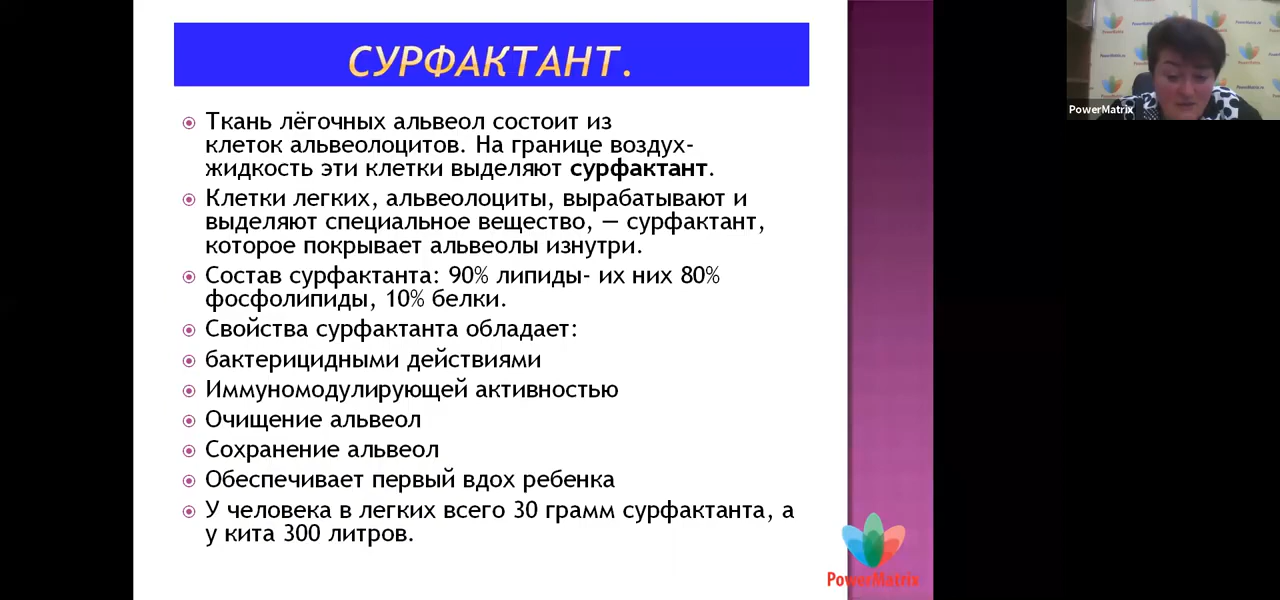 СУРФАКТАНТ.
Ткань лёгочных альвеол состоит из
клеток альвеолоцитов. На границе воздух-
жидкость эти клетки выделяют сурфактант.
Клетки легких, альвеолоциты, вырабатывают и
выделяют специальное вещество, — сурфактант,
которое покрывает альвеолы изнутри.
Состав сурфактанта: 90% липиды- их них 80%
фосфолипиды, 10% белки.
Свойства сурфактанта обладает:
бактерицидными действиями
Иммуномодулирующей активностью
Очищение альвеол
Сохранение альвеол
Обеспечивает первый вдох ребенка
У человека в легких всего 30 грамм сурфактанта, а
у кита 300 литров.
PowerMatrix
PowerMatrix